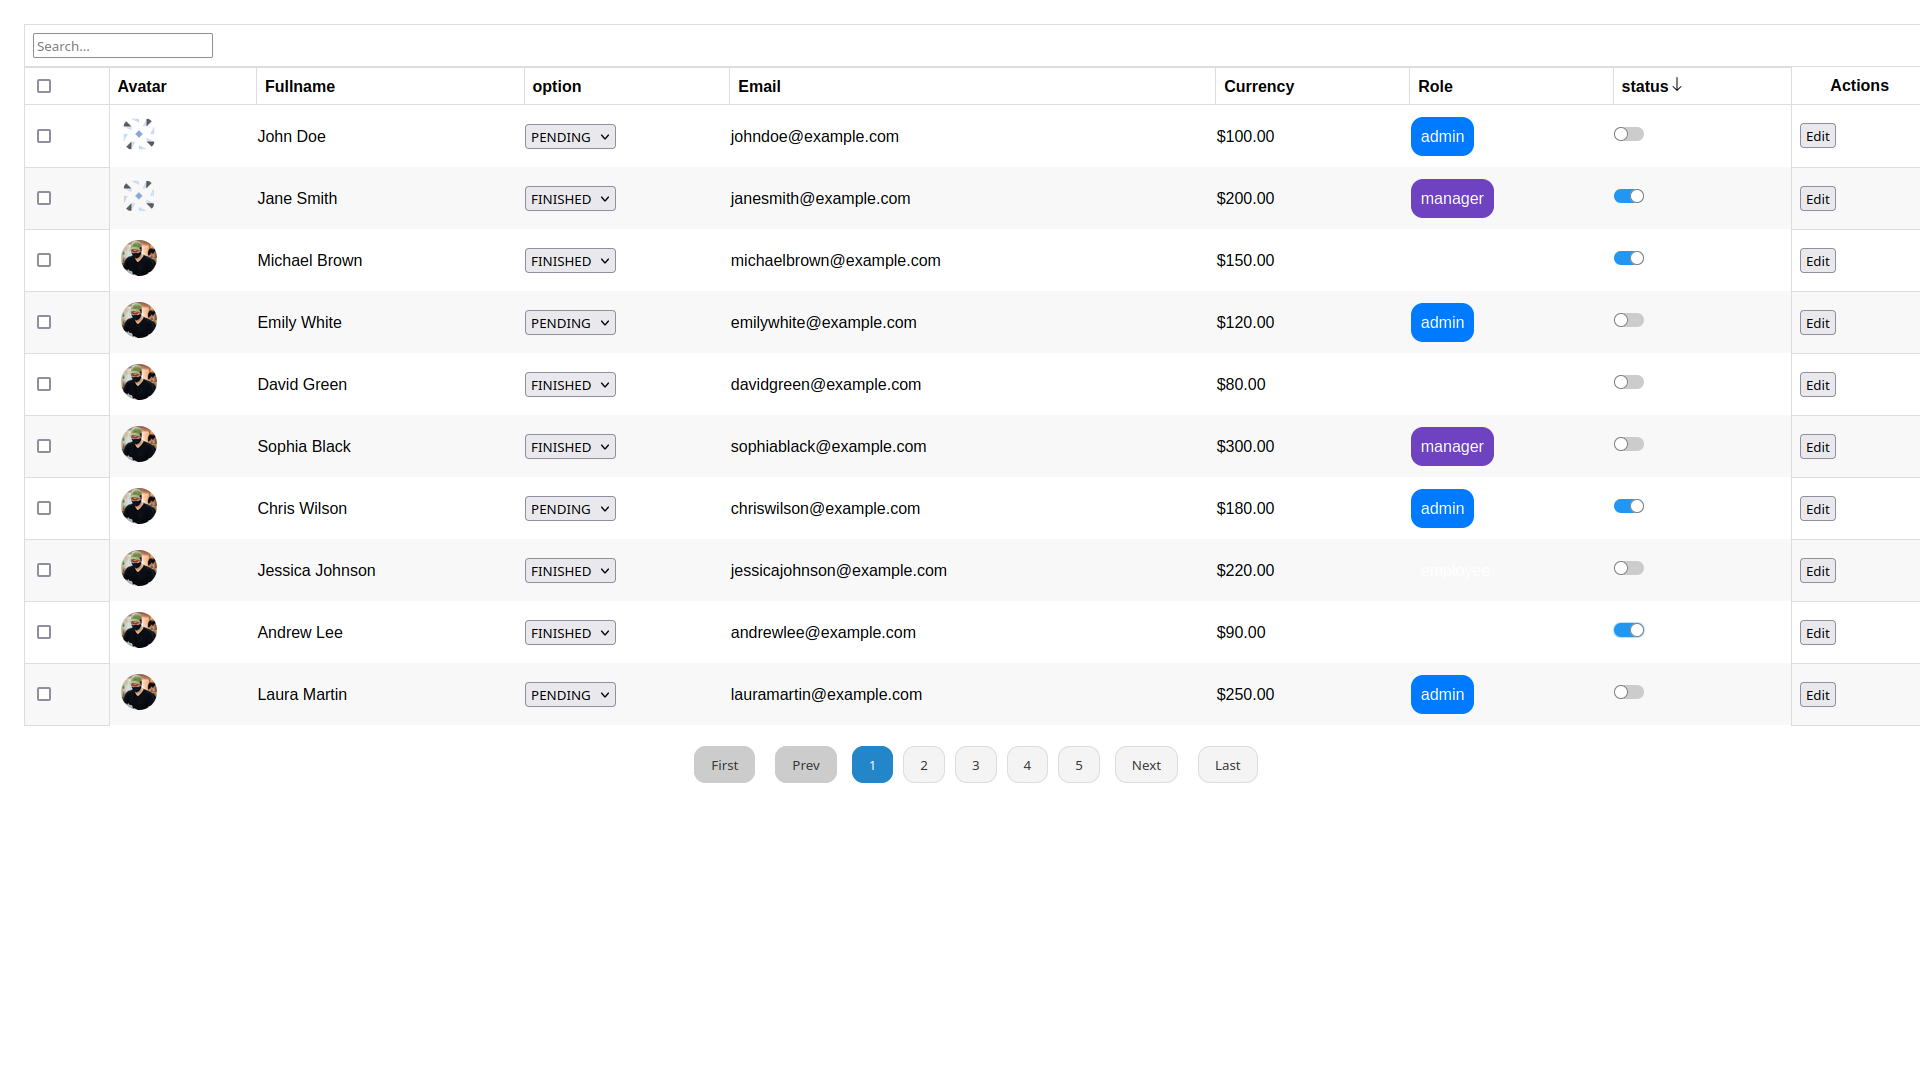 Search...
Avatar Fullname option Email Currency Role status↓ Actions
John Doe PENDING johndoe@example.com $100.00 admin Edit
Jane Smith FINISHED janesmith@example.com $200.00 manager Edit
Michael Brown FINISHED michaelbrown@example.com $150.00 Edit
Emily White PENDING emilywhite@example.com $120.00 admin Edit
David Green FINISHED davidgreen@example.com $80.00 Edit
Sophia Black FINISHED sophiablack@example.com $300.00 manager Edit
Chris Wilson PENDING chriswilson@example.com $180.00 admin Edit
Jessica Johnson FINISHED jessicajohnson@example.com $220.00 employee Edit
Andrew Lee FINISHED andrewlee@example.com $90.00 Edit
Laura Martin PENDING lauramartin@example.com $250.00 admin Edit
First Prev 1 2 3 4 5 Next Last